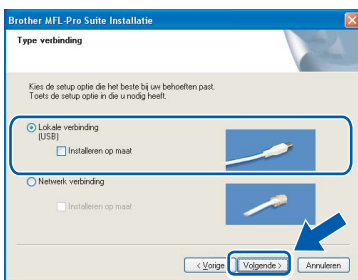 Brother MFL-Pro Suite Installatie
Type verbinding
Kies de setup optie die het beste bij uw behoeften past.
Toets de setup optie in die u nodig heeft.
Lokale verbinding
(USB)
Installeren op maat
Netwerk verbinding
Installeren op maat
< Vorige
Volgende >
Annuleren